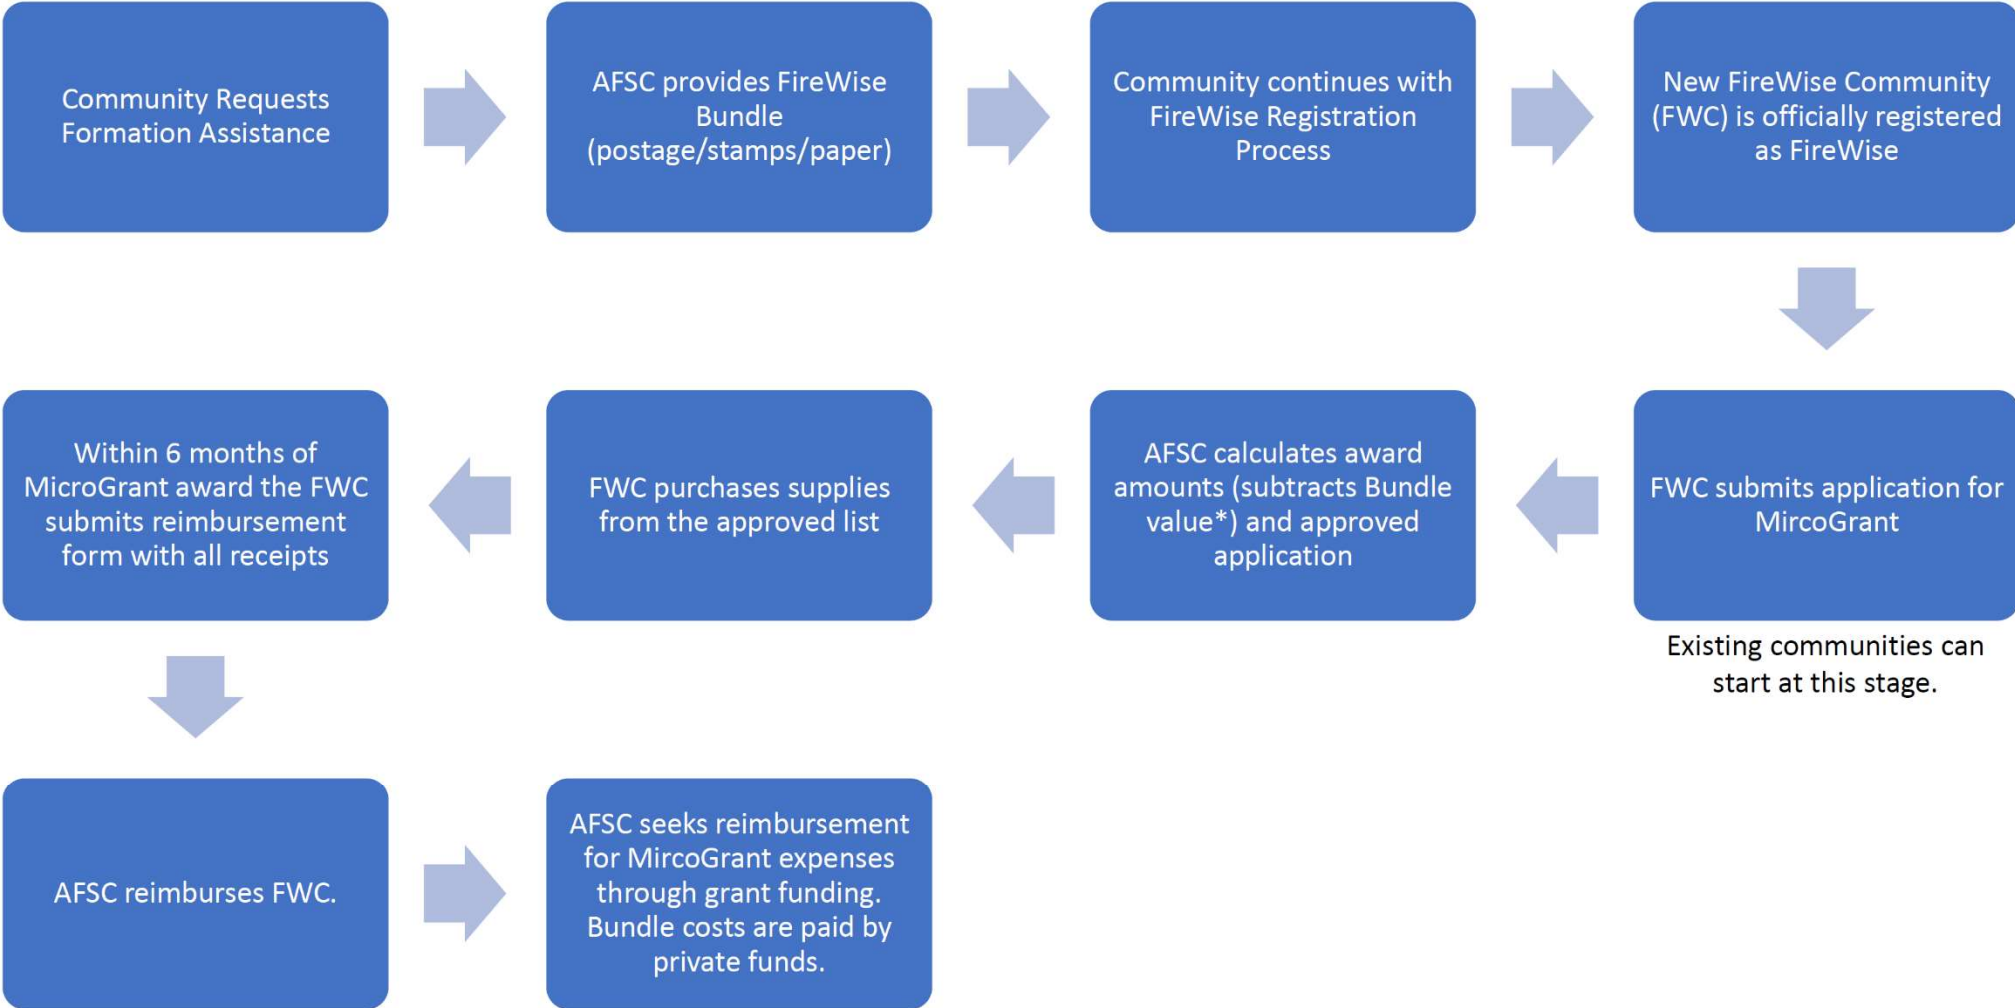 Community Requests
Formation Assistance
AFSC provides FireWise
Bundle
(postage/stamps/paper)
Community continues with
FireWise Registration
Process
New FireWise Community
(FWC) is officially registered
as FireWise
FWC submits application for
MircoGrant
Existing communities can
start at this stage.
AFSC calculates award
amounts (subtracts Bundle
value*) and approved
application
FWC purchases supplies
from the approved list
Within 6 months of
MicroGrant award the FWC
submits reimbursement
form with all receipts
AFSC reimburses FWC.
AFSC seeks reimbursement
for MircoGrant expenses
through grant funding.
Bundle costs are paid by
private funds.